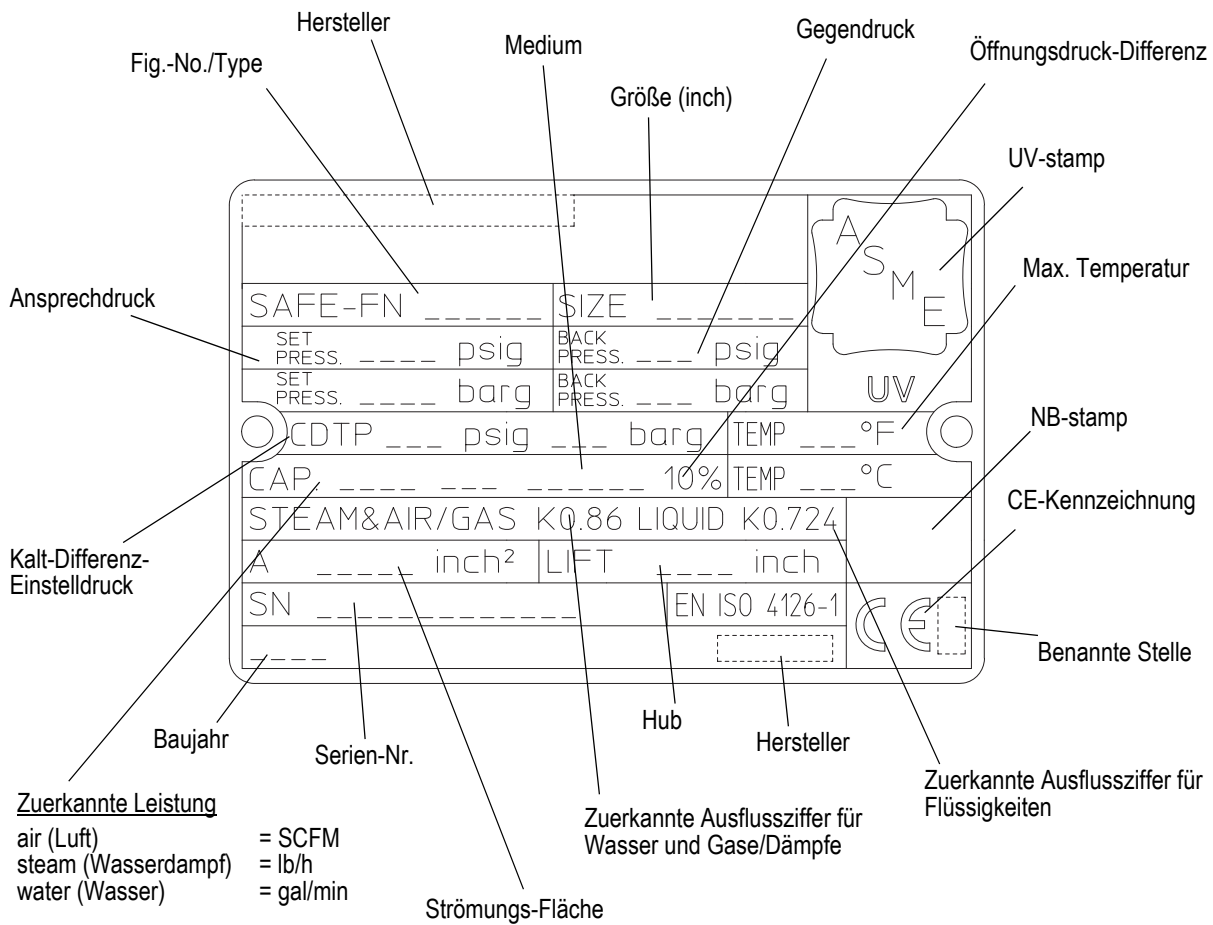 Hersteller
Medium
Gegendruck
Öffnungsdruck-Differenz
Fig.-No./Type
Größe (inch)
UV-stamp
Max. Temperatur
Ansprechdruck
NB-stamp
CE-Kennzeichnung
Kalt-Differenz-
Einstelldruck
Benannte Stelle
A
S
M
E
UV
SAFE-FN ______ SIZE _______
SET PRESS. ____ psig BACK PRESS. ___ psig
SET PRESS. ____ barg BACK PRESS. ___ barg
CDTP ___ psig ___ barg TEMP ___°F
CAP. ____ ___ ______ 10% TEMP ___°C
STEAM&AIR/GAS K0.86 LIQUID K0.724
A _____ inch² LIFT ____ inch
SN _____________ EN ISO 4126-1
____
CE
Baujahr
Serien-Nr.
Hub
Hersteller
Zuerkannte Ausflussziffer für
Flüssigkeiten
Zuerkannte Ausflussziffer für
Wasser und Gase/Dämpfe
Strömungs-Fläche
Zuerkannte Leistung
air (Luft) = SCFM
steam (Wasserdampf) = lb/h
water (Wasser) = gal/min